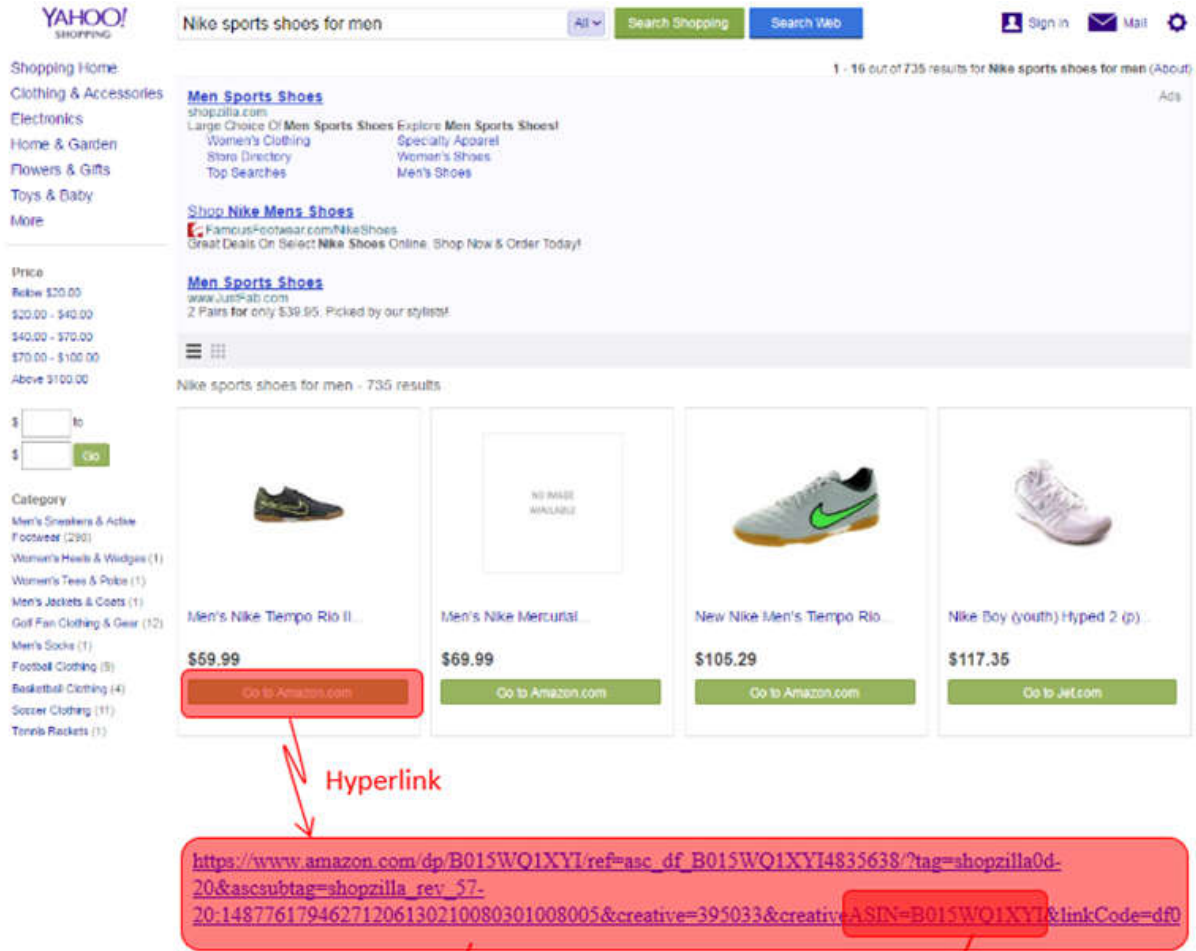 YAHOO!
SHOPPING
Nike sports shoes for men
All
Search Shopping
Search Web
Sign In
Mail
1 - 16 out of 735 results for Nike sports shoes for men (About)
Shopping Home
Clothing & Accessories
Electronics
Home & Garden
Flowers & Gifts
Toys & Baby
More
Price
Below $20.00
$20.00 - $40.00
$40.00 - $70.00
$70.00 - $100.00
Above $100.00
$ to
$ Go
Category
Men's Sneakers & Active
Footwear (298)
Women's Heels & Wedges (1)
Women's Tees & Polos (1)
Men's Jackets & Coats (1)
Golf Fan Clothing & Gear (12)
Men's Socks (1)
Football Clothing (9)
Basketball Clothing (4)
Soccer Clothing (11)
Tennis Rackets (1)
Ads
Men Sports Shoes
shopzilla.com
Large Choice Of Men Sports Shoes Explore Men Sports Shoes!
Women's Clothing Specialty Apparel
Store Directory Women's Shoes
Top Searches Men's Shoes
Shop Nike Mens Shoes
FamousFootwear.com/NikeShoes
Great Deals On Select Nike Shoes Online. Shop Now & Order Today!
Men Sports Shoes
www.JustFab.com
2 Pairs for only $39.95. Picked by our stylists!
Nike sports shoes for men - 735 results
NO IMAGE
AVAILABLE
Men's Nike Tiempo Rio II...
$59.99
Go to Amazon.com
Men's Nike Mercurial...
$69.99
Go to Amazon.com
New Nike Men's Tiempo Rio...
$105.29
Go to Amazon.com
Nike Boy (youth) Hyped 2 (p)...
$117.35
Go to Jet.com
Hyperlink
https://www.amazon.com/dp/B015WQ1XYI/ref=asc_df_B015WQ1XYI4835638/?tag=shopzilla0d-
20&ascsubtag=shopzilla_rev_57-
20;14877617946271206130210080301008005&creative=395033&creativeASIN=B015WQ1XYI&linkCode=df0